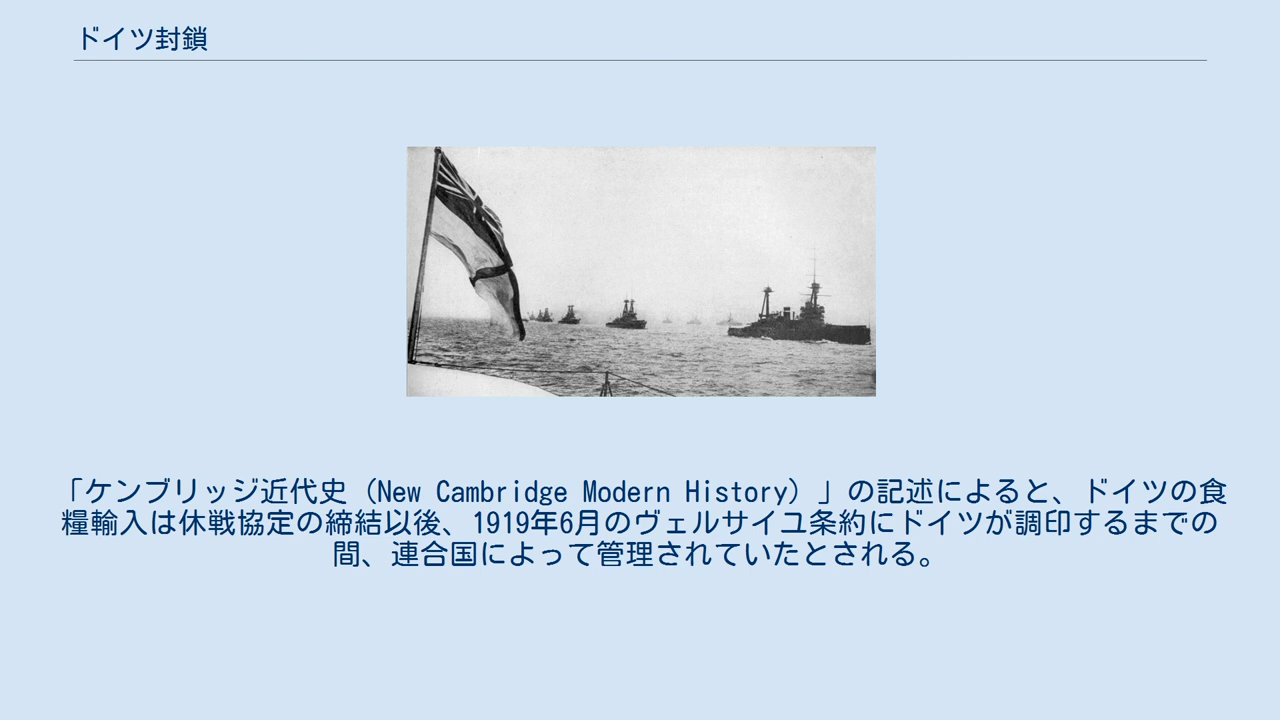 ドイツ封鎖
「ケンブリッジ近代史（New Cambridge Modern History）」の記述によると、ドイツの食
糧輸入は休戦協定の締結以後、1919年6月のヴェルサイユ条約にドイツが調印するまでの
間、連合国によって管理されていたとされる。